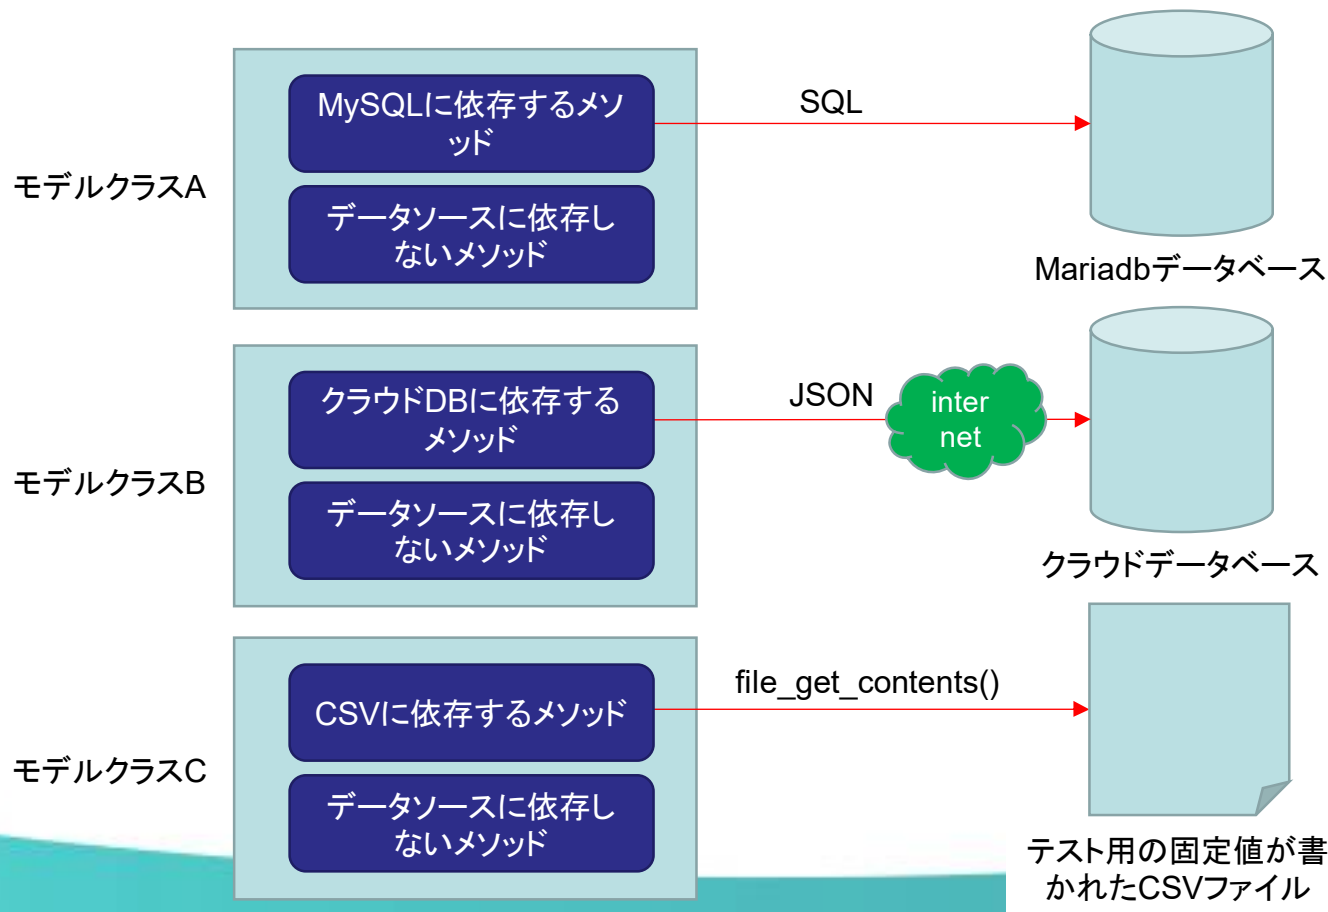 モデルクラスA
MySQLに依存するメソ
ッド
データソースに依存し
ないメソッド
SQL
Mariadbデータベース
モデルクラスB
クラウドDBに依存する
メソッド
データソースに依存し
ないメソッド
JSON
inter
net
クラウドデータベース
モデルクラスC
CSVに依存するメソッド
データソースに依存し
ないメソッド
file_get_contents()
テスト用の固定値が書
かれたCSVファイル